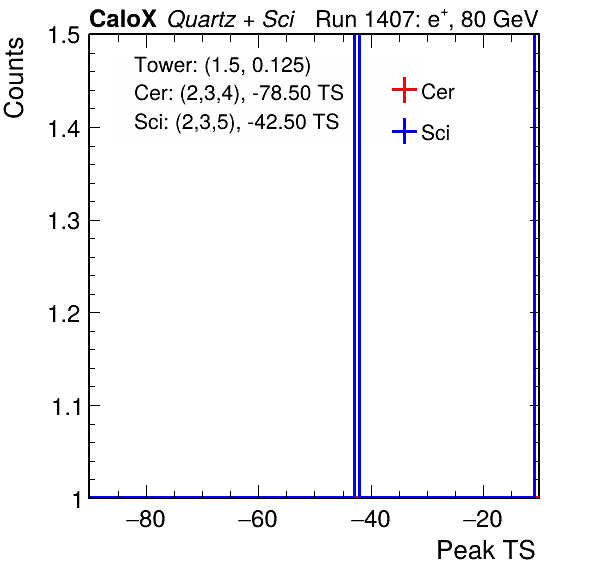 CaloX Quartz + Sci Run 1407: e+, 80 GeV
Counts
1.5
1.4
1.3
1.2
1.1
1
Tower: (1.5, 0.125)
Cer: (2,3,4), -78.50 TS
Sci: (2,3,5), -42.50 TS
Cer
Sci
−80 −60 −40 −20
Peak TS